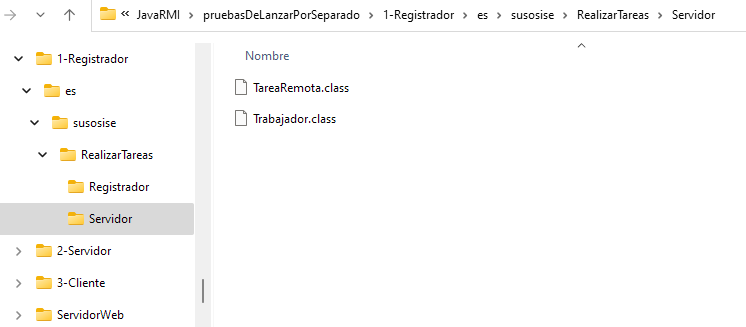 « JavaRMI > pruebasDeLanzarPorSeparado > 1-Registrador > es > susosise > RealizarTareas > Servidor
1-Registrador
es
susosise
RealizarTareas
Registrador
Servidor
2-Servidor
3-Cliente
ServidorWeb
Nombre
TareaRemota.class
Trabajador.class